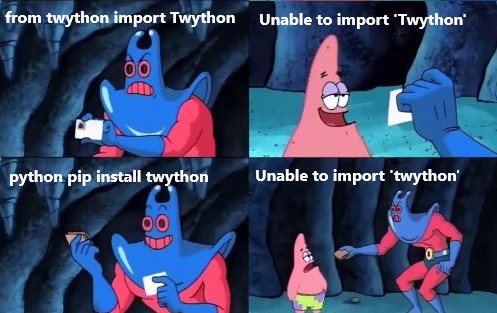 from twython import Twython
Unable to import 'Twython'
python pip install twython
Unable to import 'twython'